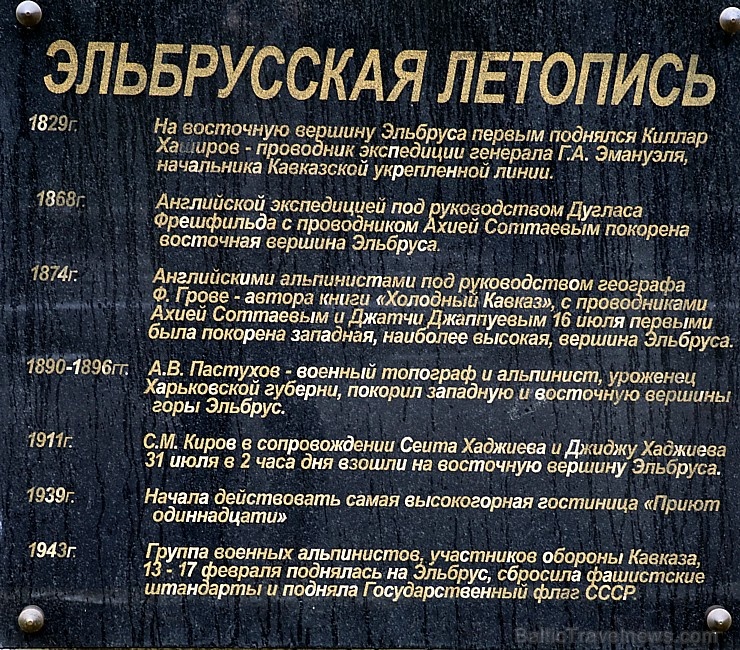 ЭЛЬБРУССКАЯ ЛЕТОПИСЬ
1829г. На восточную вершину Эльбруса первым поднялся Киллар
Хаширов - проводник экспедиции генерала Г.А. Эмануэля,
начальника Кавказской укрепленной линии.
1868г. Английской экспедицией под руководством Дугласа
Фрешфильда с проводником Ахией Соттаевым покорена
восточная вершина Эльбруса.
1874г. Английскими альпинистами под руководством географа
Ф. Грове - автора книги «Холодный Кавказ», с проводниками
Ахией Соттаевым и Джатчи Джаппуевым 16 июля первыми
была покорена западная, наиболее высокая, вершина Эльбруса.
1890-1896гг. А.В. Пастухов - военный топограф и альпинист, уроженец
Харьковской губерни, покорил западную и восточную вершины
горы Эльбрус.
1911г. С.М. Киров в сопровождении Сеита Хаджиева и Джиджу Хаджиева
31 июля в 2 часа дня взошли на восточную вершину Эльбруса.
1939г. Начала действовать самая высокогорная гостиница «Приют
одиннадцати»
1943г. Группа военных альпинистов, участников обороны Кавказа,
13 - 17 февраля поднялась на Эльбрус, сбросила фашистские
штандарты и подняла Государственный флаг СССР.
BalticTravelnews.com